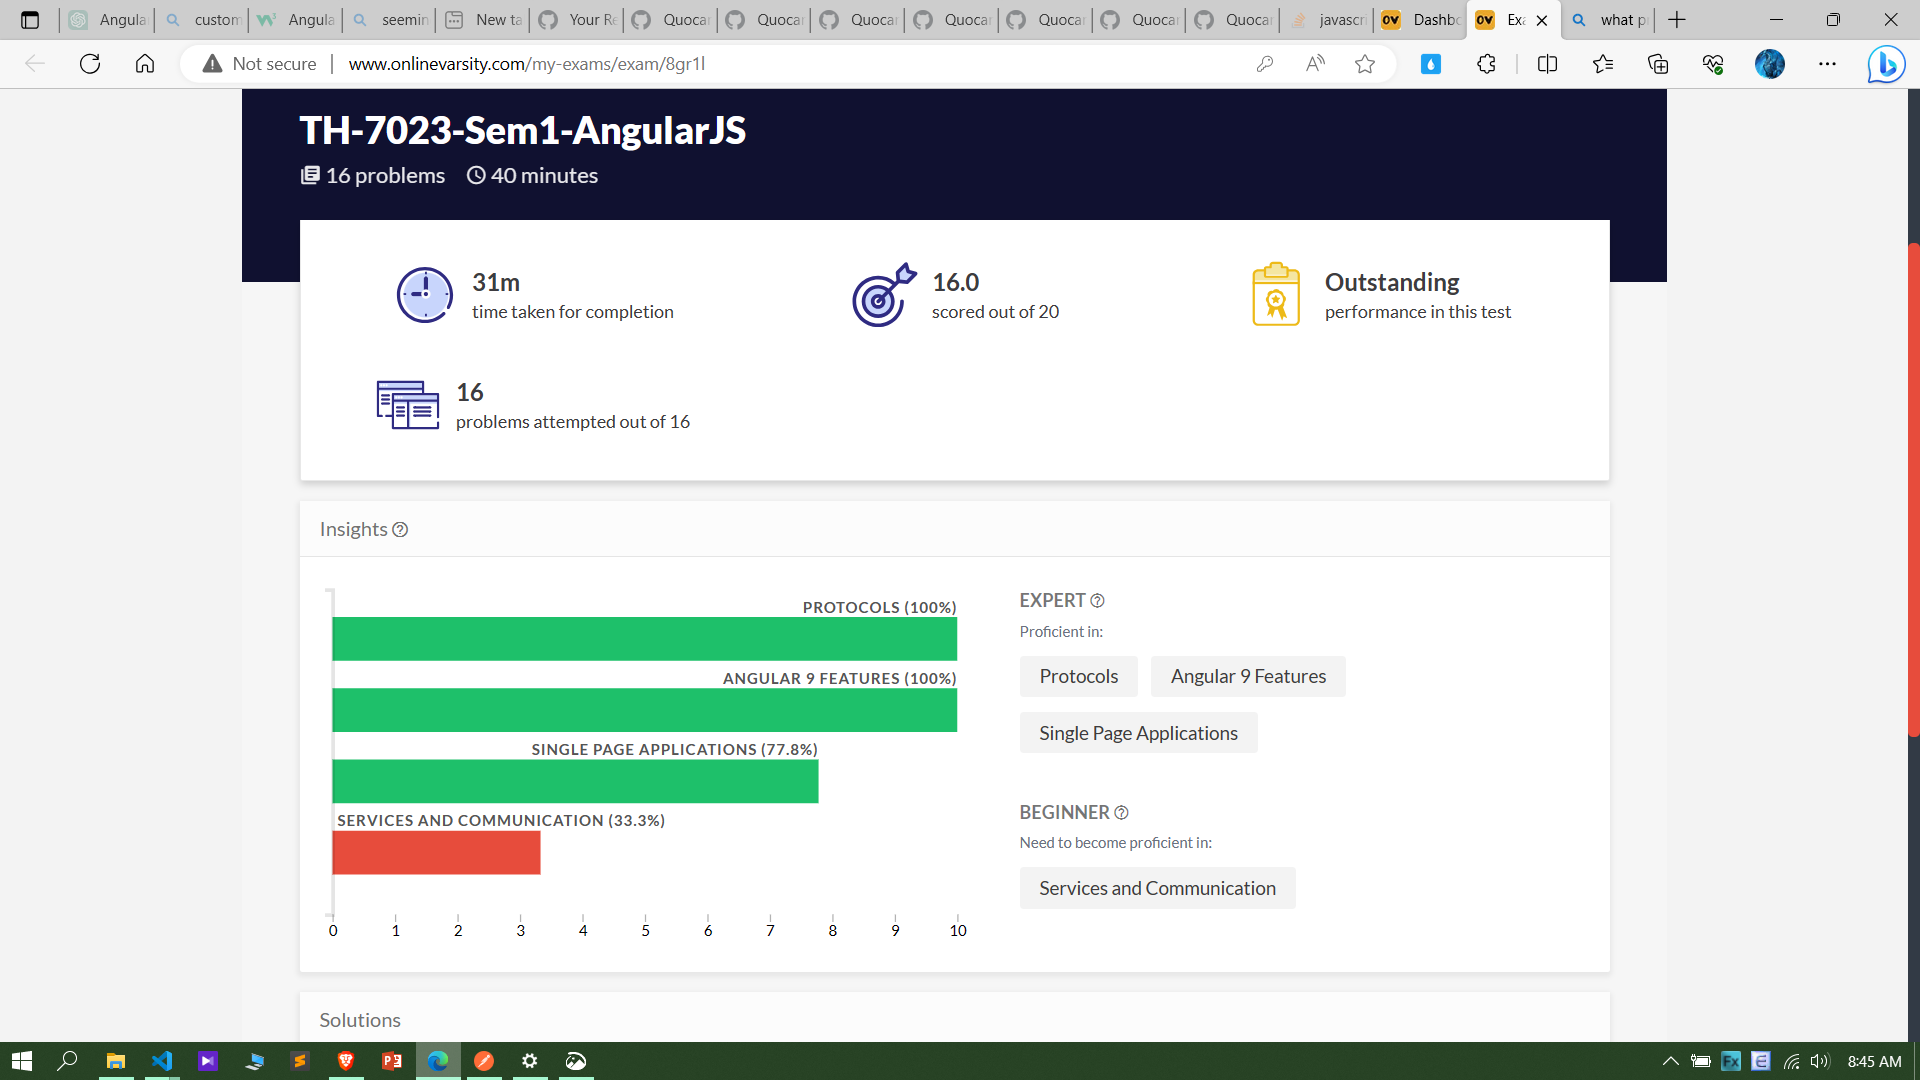 Angular
custom
Angula
seemin
New ta
Your Re
Quocar
Quocar
Quocar
Quocar
Quocar
Quocar
Quocar
javascri
Dashbo
Exa
what pr
Not secure
www.onlinevarsity.com/my-exams/exam/8gr1l
TH-7023-Sem1-AngularJS
16 problems 40 minutes
31m
time taken for completion
16.0
scored out of 20
Outstanding
performance in this test
16
problems attempted out of 16
Insights
PROTOCOLS (100%)
ANGULAR 9 FEATURES (100%)
SINGLE PAGE APPLICATIONS (77.8%)
SERVICES AND COMMUNICATION (33.3%)
0 1 2 3 4 5 6 7 8 9 10
EXPERT
Proficient in:
Protocols Angular 9 Features
Single Page Applications
BEGINNER
Need to become proficient in:
Services and Communication
Solutions
8:45 AM